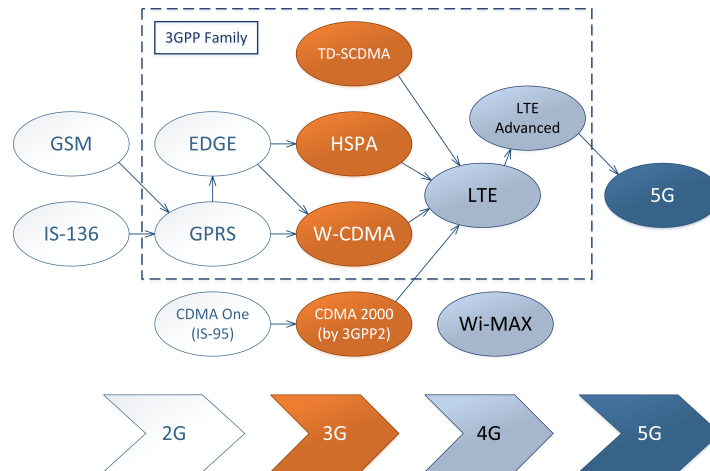 3GPP Family
TD-SCDMA
LTE
Advanced
GSM
EDGE
HSPA
LTE
5G
IS-136
GPRS
W-CDMA
CDMA One
(IS-95)
CDMA 2000
(by 3GPP2)
Wi-MAX
2G
3G
4G
5G